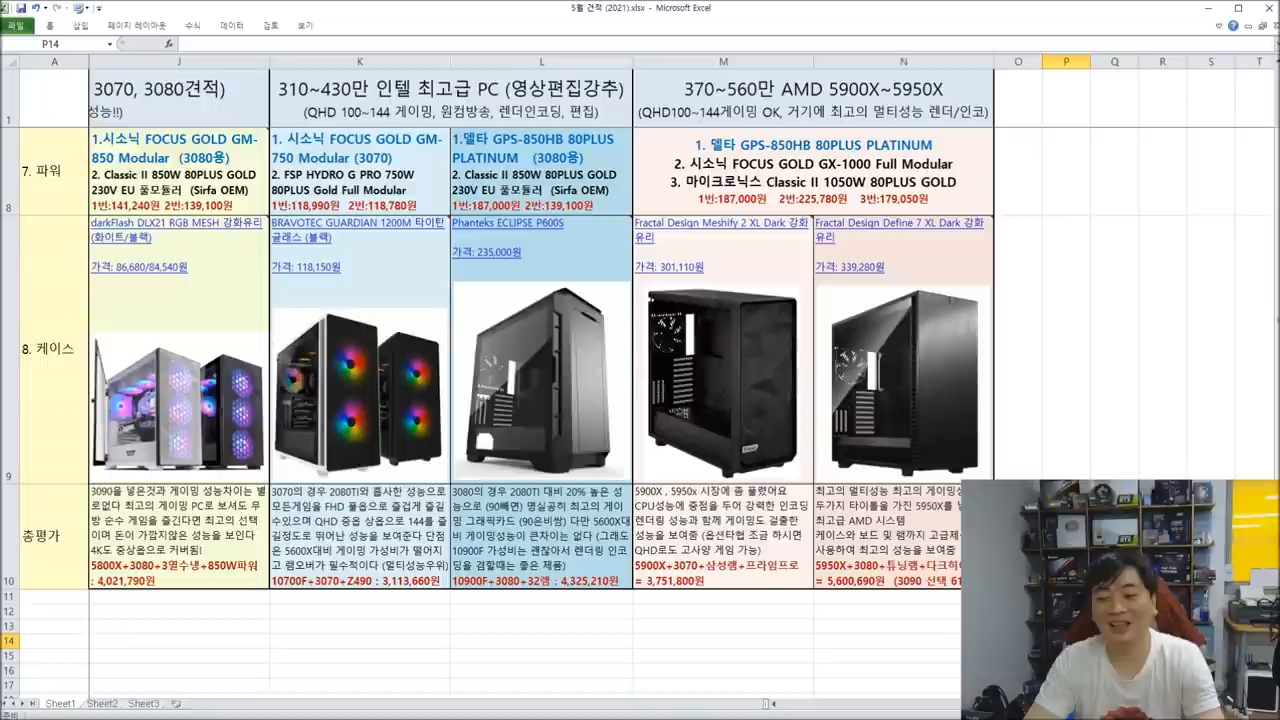 5월 견적 (2021).xlsx - Microsoft Excel
파일 홈 삽입 페이지 레이아웃 수식 데이터 검토 보기
P14 fx
A J K L M N O P Q R S T
1
3070, 3080견적)
성능!!)
310~430만 인텔 최고급 PC (영상편집강추)
(QHD 100~144 게이밍, 원컴방송, 렌더인코딩, 편집)
370~560만 AMD 5900X~5950X
(QHD100~144게이밍 OK, 거기에 최고의 멀티성능 렌더/인코)
8
7. 파워
1.시소닉 FOCUS GOLD GM-
850 Modular (3080용)
2. Classic II 850W 80PLUS GOLD
230V EU 풀모듈러 (Sirfa OEM)
1번:141,240원 2번:139,100원
1. 시소닉 FOCUS GOLD GM-
750 Modular (3070)
2. FSP HYDRO G PRO 750W
80PLUS Gold Full Modular
1번:118,990원 2번:118,780원
1.델타 GPS-850HB 80PLUS
PLATINUM (3080용)
2. Classic II 850W 80PLUS GOLD
230V EU 풀모듈러 (Sirfa OEM)
1번:187,000원 2번:139,100원
1. 델타 GPS-850HB 80PLUS PLATINUM
2. 시소닉 FOCUS GOLD GX-1000 Full Modular
3. 마이크로닉스 Classic II 1050W 80PLUS GOLD
1번:187,000원 2번:225,780원 3번:179,050원
9
8. 케이스
darkFlash DLX21 RGB MESH 강화유리
(화이트/블랙)
가격: 86,680/84,540원
BRAVOTEC GUARDIAN 1200M 타이탄
글래스 (블랙)
가격: 118,150원
Phanteks ECLIPSE P600S
가격: 235,000원
Fractal Design Meshify 2 XL Dark 강화
유리
가격: 301,110원
Fractal Design Define 7 XL Dark 강화
유리
가격: 339,280원
10
총평가
3090을 넣은것과 게이밍 성능차이는 별
로없다 최고의 게이밍 PC로 보셔도 무
방 순수 게임을 즐긴다면 최고의 선택
이며 돈이 가깝지않은 성능을 보인다
4K도 중상옵으로 커버됨!
5800X+3080+3열수냉+850W파워
: 4,021,790원
3070의 경우 2080TI와 흡사한 성능으로
모든게임을 FHD 풀옵으로 즐겁게 즐길
수있으며 QHD 중옵 상옵으로 144를 즐
길정도로 뛰어난 성능을 보여준다 단점
은 5600X대비 게이밍 가성비가 떨어지
고 램오버가 필수적이다 (멀티성능우위)
10700F+3070+Z490 : 3,113,660원
3080의 경우 2080TI 대비 20% 높은 성
능으로 (90빼면) 명실공히 최고의 게이
밍 그래픽카드 (90은비쌈) 다만 5600X대
비 게이밍성능이 큰차이는 없다 (그래도
10900F 가성비는 괜찮아서 렌더링 인코
딩을 겸할때는 좋은 제품)
10900F+3080+32램 : 4,325,210원
5900X , 5950x 시장에 좀 풀렸어요
CPU성능에 중점을 두어 강력한 인코딩
렌더링 성능과 함께 게이밍도 걸출한
성능을 보여줌 (옵션타협 조금 하시면
QHD로도 고사양 게임 가능)
5900X+3070+삼성램+프라임프로
= 3,751,800원
최고의 멀티성능 최고의 게이밍성
두가지 타이틀을 가진 5950X를 넣
최고급 AMD 시스템
케이스와 보드 및 램까지 고급제
사용하여 최고의 성능을 보여줌
5950X+3080+튜닝램+다크히
= 5,600,690원 (3090 선택 61
11
12
13
14
15
16
17
Sheet1 Sheet2 Sheet3
준비